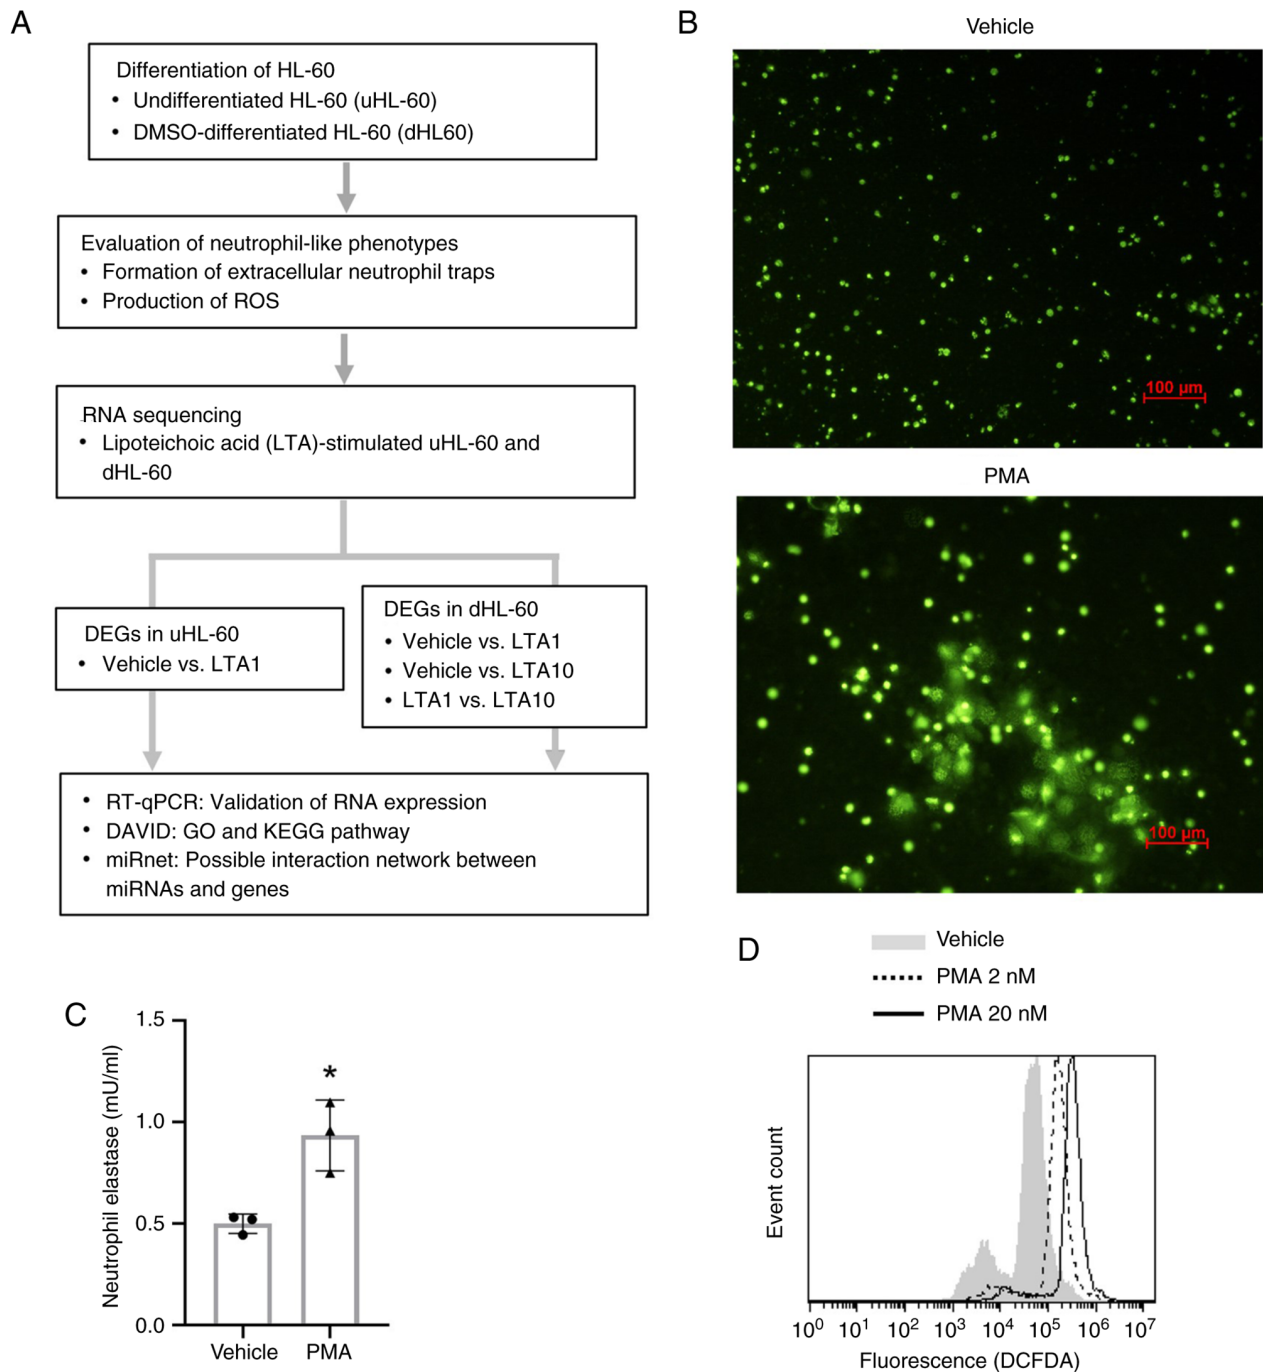 A
Differentiation of HL-60
• Undifferentiated HL-60 (uHL-60)
• DMSO-differentiated HL-60 (dHL60)
Evaluation of neutrophil-like phenotypes
• Formation of extracellular neutrophil traps
• Production of ROS
RNA sequencing
• Lipoteichoic acid (LTA)-stimulated uHL-60 and
dHL-60
DEGs in uHL-60
• Vehicle vs. LTA1
DEGs in dHL-60
• Vehicle vs. LTA1
• Vehicle vs. LTA10
• LTA1 vs. LTA10
• RT-qPCR: Validation of RNA expression
• DAVID: GO and KEGG pathway
• miRnet: Possible interaction network between
miRNAs and genes
B
Vehicle
100 µm
PMA
100 µm
C
Neutrophil elastase (mU/ml)
1.5
1.0
0.5
0.0
*
Vehicle PMA
D
Vehicle
PMA 2 nM
PMA 20 nM
Event count
10⁰ 10¹ 10² 10³ 10⁴ 10⁵ 10⁶ 10⁷
Fluorescence (DCFDA)